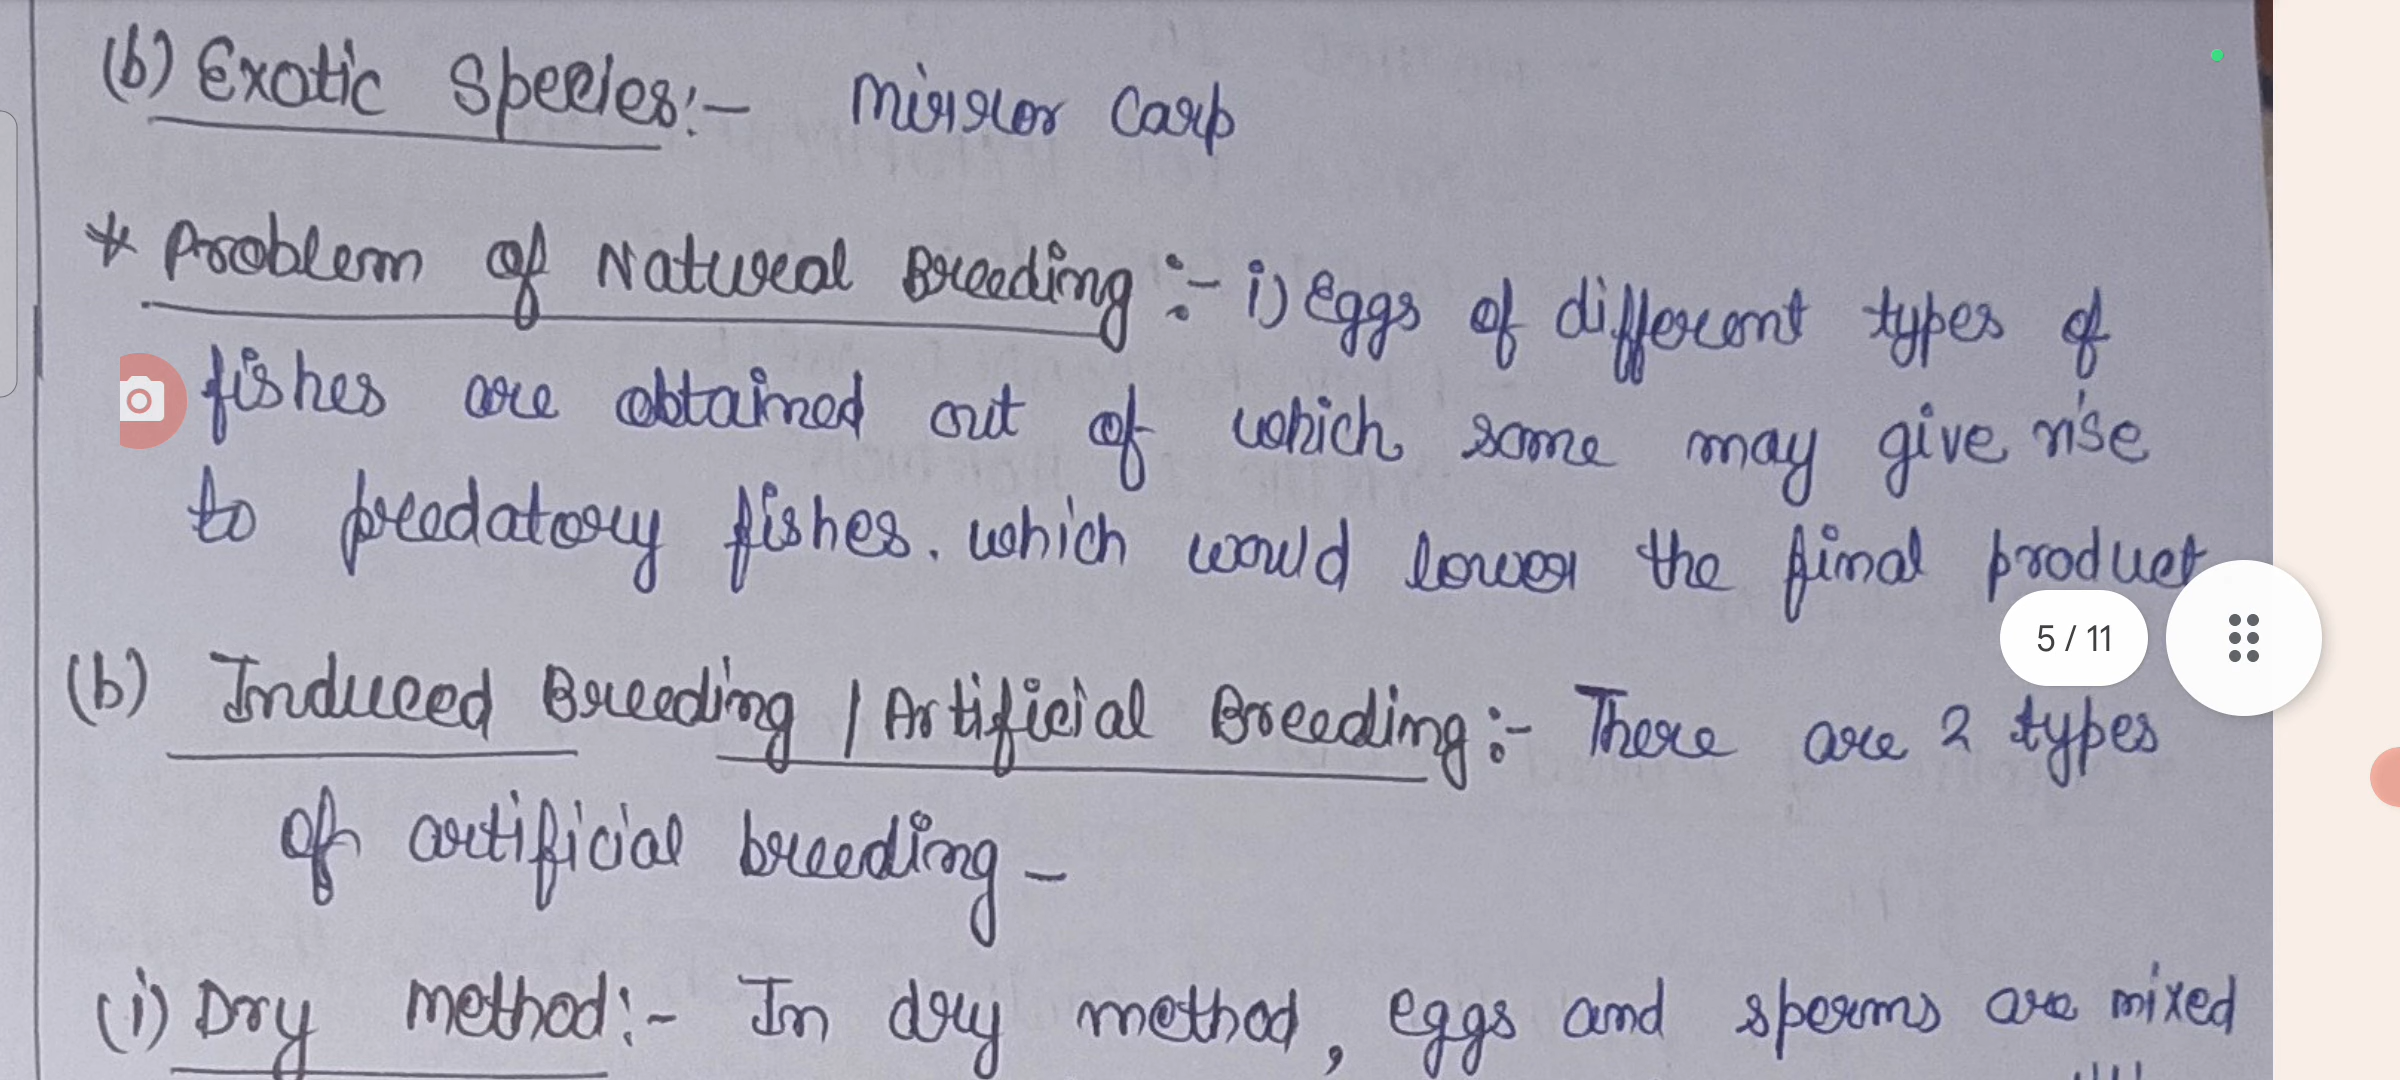 (b) Exotic Species:- Mirror Carp
* Problem of Natural Breeding :- i) Eggs of different types of
fishes are obtained out of which some may give rise
to predatory fishes. which would lower the final product
5 / 11
(b) Induced Breeding / Artificial Breeding :- There are 2 types
of artificial breeding -
(i) Dry Method :- In dry method, eggs and sperms are mixed